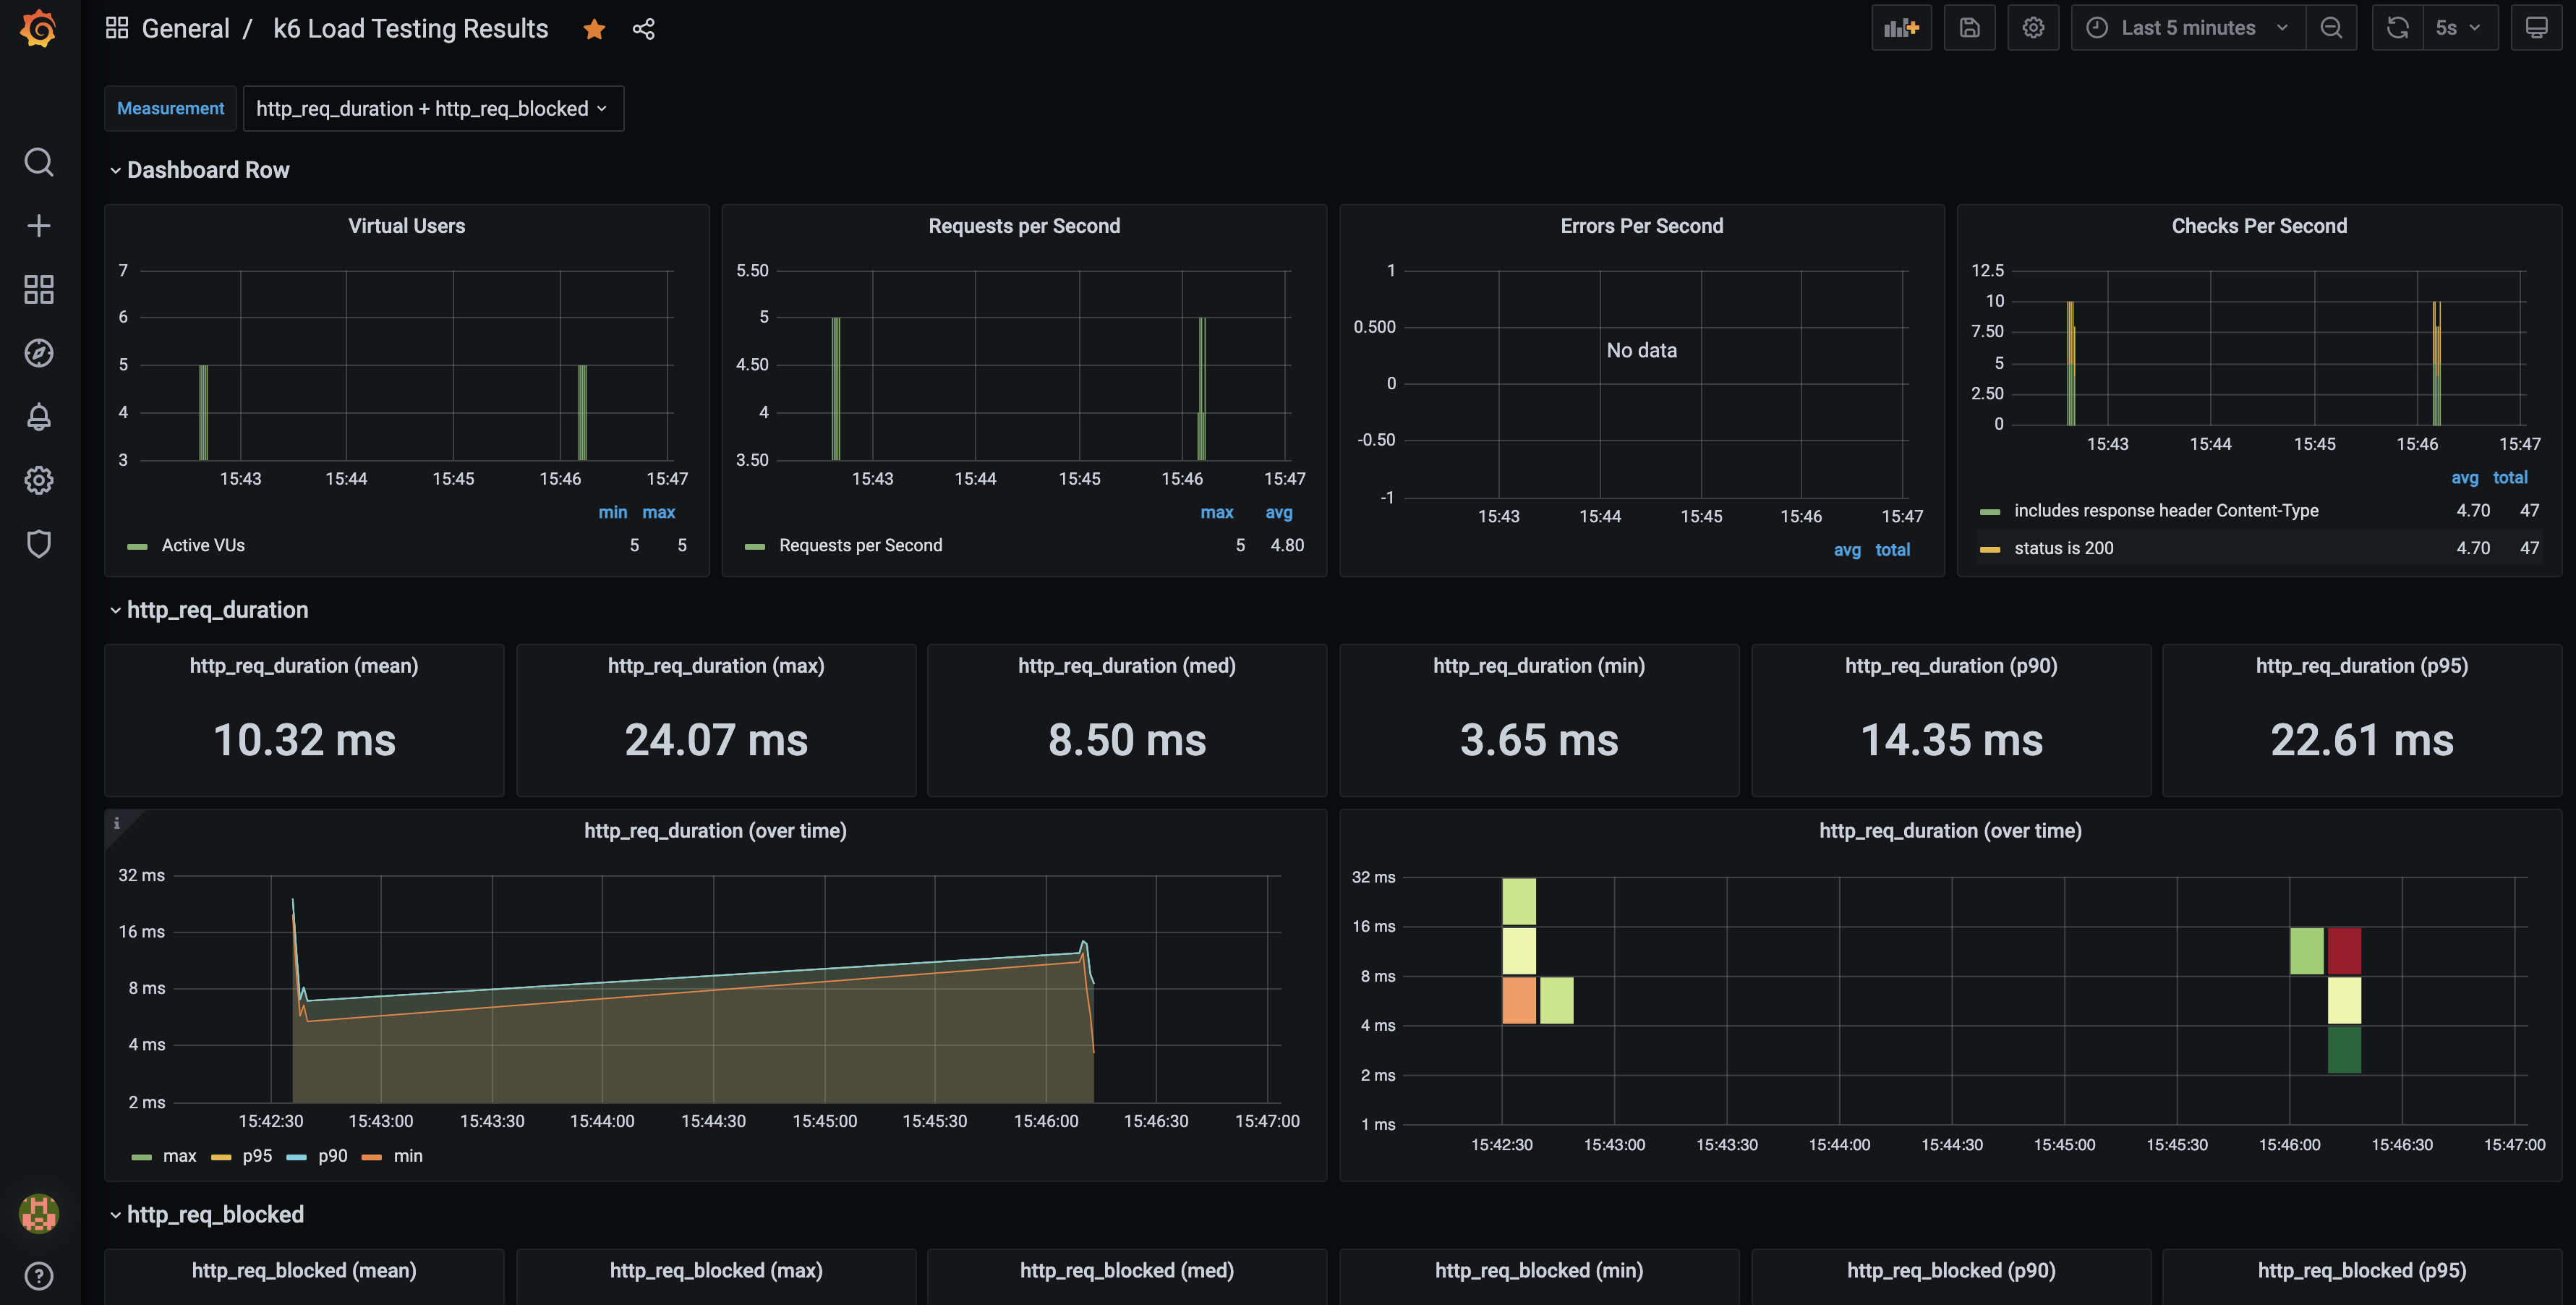 General / k6 Load Testing Results
Last 5 minutes
5s
Measurement
http_req_duration + http_req_blocked
Dashboard Row
Virtual Users
7
6
5
4
3
15:43 15:44 15:45 15:46 15:47
min max
Active VUs 5 5
Requests per Second
5.50
5
4.50
4
3.50
15:43 15:44 15:45 15:46 15:47
max avg
Requests per Second 5 4.80
Errors Per Second
1
0.500
0
-0.50
-1
No data
15:43 15:44 15:45 15:46 15:47
avg total
Checks Per Second
12.5
10
7.50
5
2.50
0
15:43 15:44 15:45 15:46 15:47
avg total
includes response header Content-Type 4.70 47
status is 200 4.70 47
http_req_duration
http_req_duration (mean)
10.32 ms
http_req_duration (max)
24.07 ms
http_req_duration (med)
8.50 ms
http_req_duration (min)
3.65 ms
http_req_duration (p90)
14.35 ms
http_req_duration (p95)
22.61 ms
i
http_req_duration (over time)
32 ms
16 ms
8 ms
4 ms
2 ms
15:42:30 15:43:00 15:43:30 15:44:00 15:44:30 15:45:00 15:45:30 15:46:00 15:46:30 15:47:00
max p95 p90 min
http_req_duration (over time)
32 ms
16 ms
8 ms
4 ms
2 ms
1 ms
15:42:30 15:43:00 15:43:30 15:44:00 15:44:30 15:45:00 15:45:30 15:46:00 15:46:30 15:47:00
http_req_blocked
http_req_blocked (mean)
http_req_blocked (max)
http_req_blocked (med)
http_req_blocked (min)
http_req_blocked (p90)
http_req_blocked (p95)